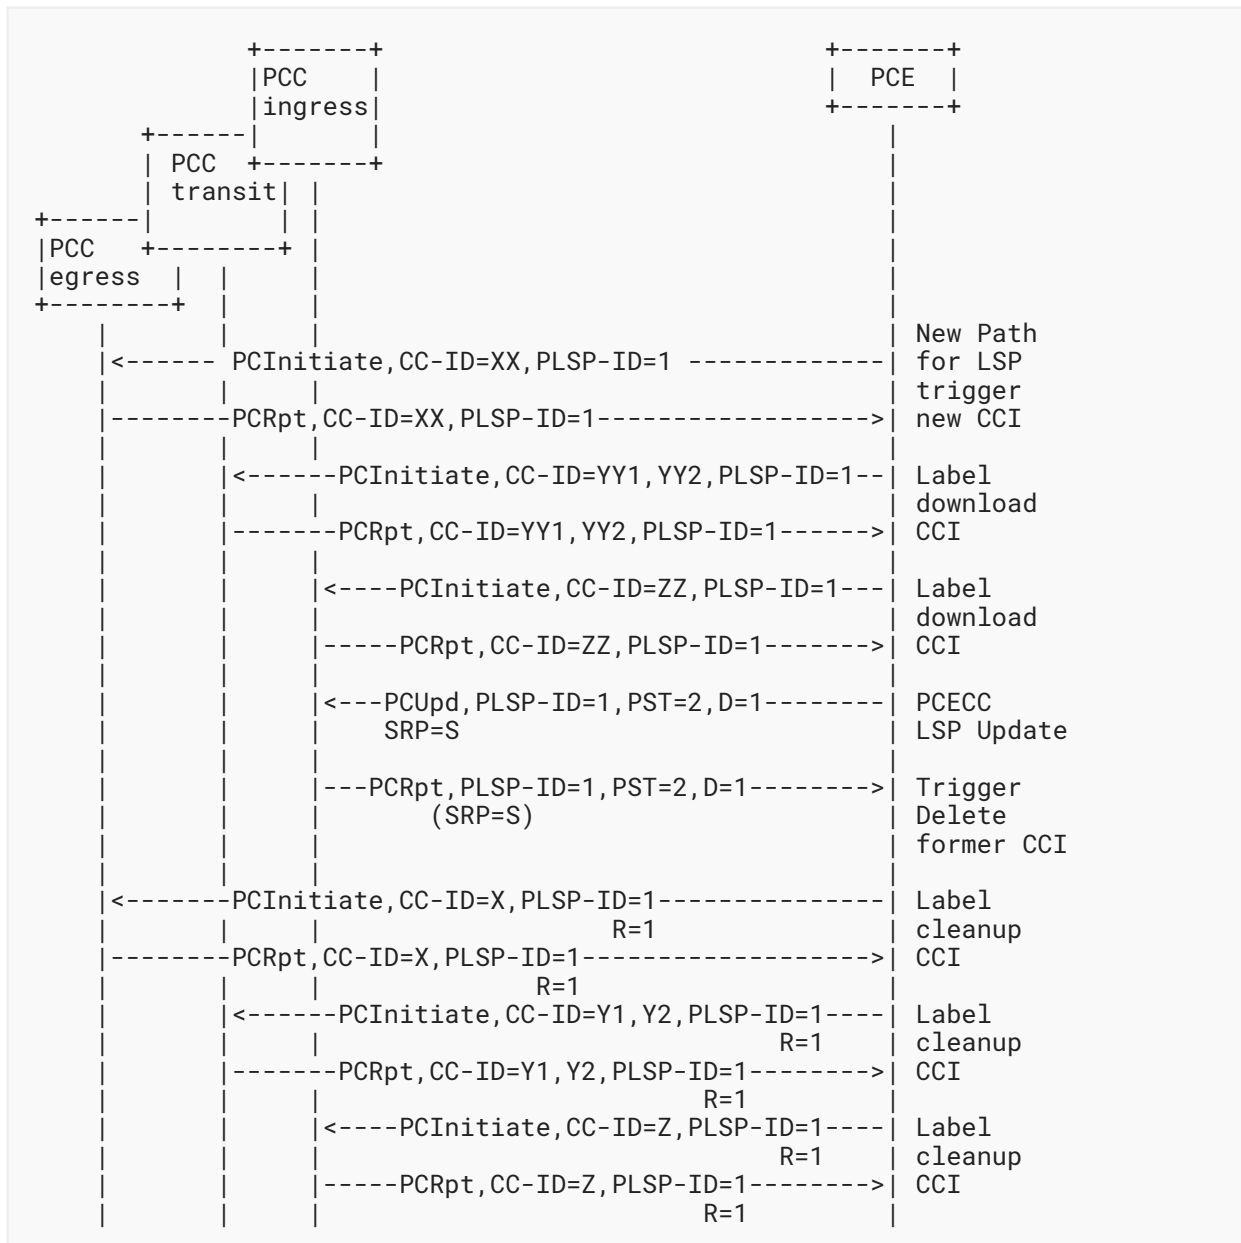 +-------+                             +-------+
                |PCC    |                             |  PCE  |
                |ingress|                             +-------+
         +------|       |                                 |
         | PCC  +-------+                                 |
         | transit| |                                     |
  +------|        | |                                     |
  |PCC   +--------+ |                                     |
  |egress  |  |     |                                     |
  +--------+  |     |                                     |
      |       |     |                                     | New Path
      |<------ PCInitiate,CC-ID=XX,PLSP-ID=1 -------------| for LSP
      |       |     |                                     | trigger
      |--------PCRpt,CC-ID=XX,PLSP-ID=1------------------>| new CCI
      |       |     |                                     |
      |       |<------PCInitiate,CC-ID=YY1,YY2,PLSP-ID=1--| Label
      |       |     |                                     | download
      |       |-------PCRpt,CC-ID=YY1,YY2,PLSP-ID=1------>| CCI
      |       |     |                                     |
      |       |     |<----PCInitiate,CC-ID=ZZ,PLSP-ID=1---| Label
      |       |     |                                     | download
      |       |     |-----PCRpt,CC-ID=ZZ,PLSP-ID=1------->| CCI
      |       |     |                                     |
      |       |     |<---PCUpd,PLSP-ID=1,PST=2,D=1--------| PCECC
      |       |     |    SRP=S                            | LSP Update
      |       |     |                                     |
      |       |     |---PCRpt,PLSP-ID=1,PST=2,D=1-------->| Trigger
      |       |     |       (SRP=S)                       | Delete
      |       |     |                                     | former CCI
      |       |     |                                     |
      |<-------PCInitiate,CC-ID=X,PLSP-ID=1---------------| Label
      |       |     |                   R=1               | cleanup
      |--------PCRpt,CC-ID=X,PLSP-ID=1------------------->| CCI
      |       |     |              R=1                    |
      |       |<------PCInitiate,CC-ID=Y1,Y2,PLSP-ID=1----| Label
      |       |     |                              R=1    | cleanup
      |       |-------PCRpt,CC-ID=Y1,Y2,PLSP-ID=1-------->| CCI
      |       |     |                         R=1         |
      |       |     |<----PCInitiate,CC-ID=Z,PLSP-ID=1----| Label
      |       |     |                              R=1    | cleanup
      |       |     |-----PCRpt,CC-ID=Z,PLSP-ID=1-------->| CCI
      |       |     |                         R=1         |